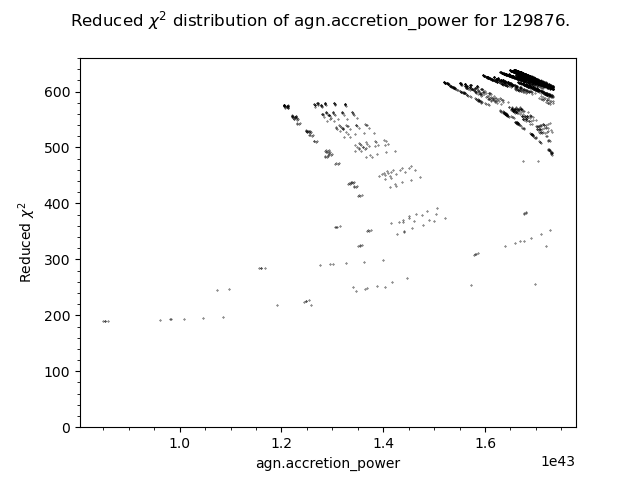 Reduced χ² distribution of agn.accretion_power for 129876.
Reduced χ²
600
500
400
300
200
100
0
1.0 1.2 1.4 1.6
1e43
agn.accretion_power